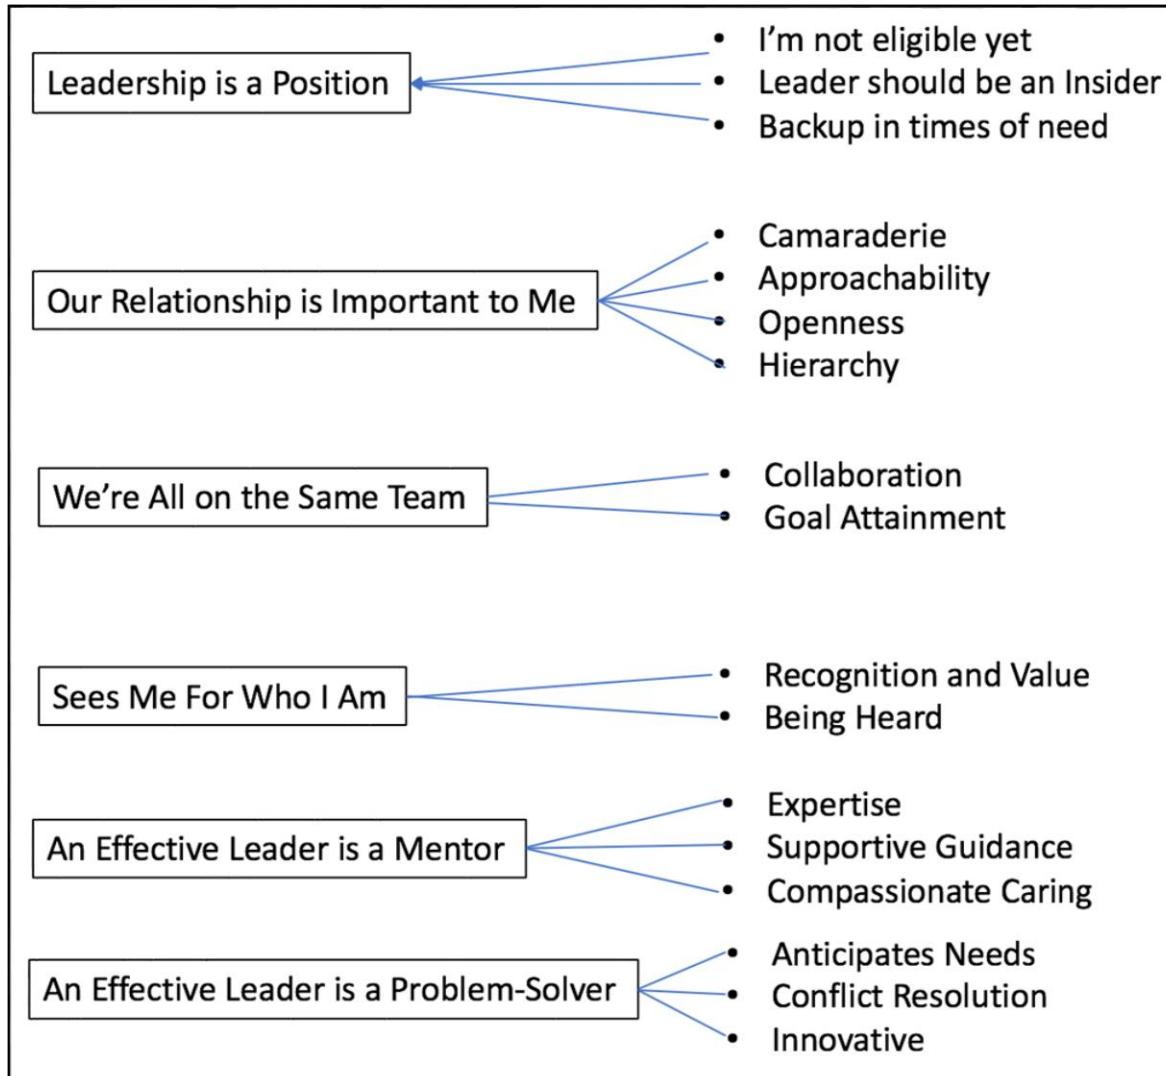 Leadership is a Position
• I'm not eligible yet
• Leader should be an Insider
• Backup in times of need
Our Relationship is Important to Me
• Camaraderie
• Approachability
• Openness
• Hierarchy
We're All on the Same Team
• Collaboration
• Goal Attainment
Sees Me For Who I Am
• Recognition and Value
• Being Heard
An Effective Leader is a Mentor
• Expertise
• Supportive Guidance
• Compassionate Caring
An Effective Leader is a Problem-Solver
• Anticipates Needs
• Conflict Resolution
• Innovative